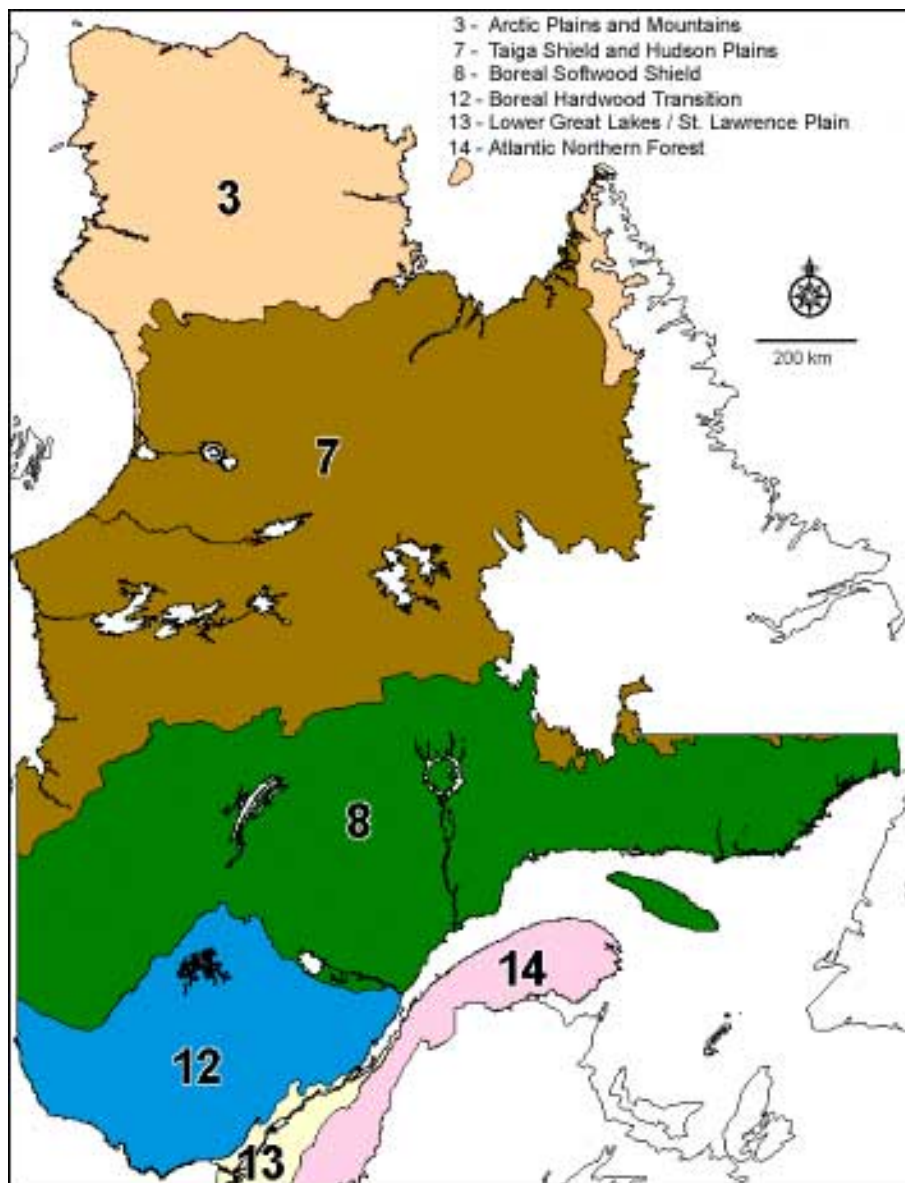 3 - Arctic Plains and Mountains
7 - Taiga Shield and Hudson Plains
8 - Boreal Softwood Shield
12 - Boreal Hardwood Transition
13 - Lower Great Lakes / St. Lawrence Plain
14 - Atlantic Northern Forest
3
200 km
7
8
14
12
13